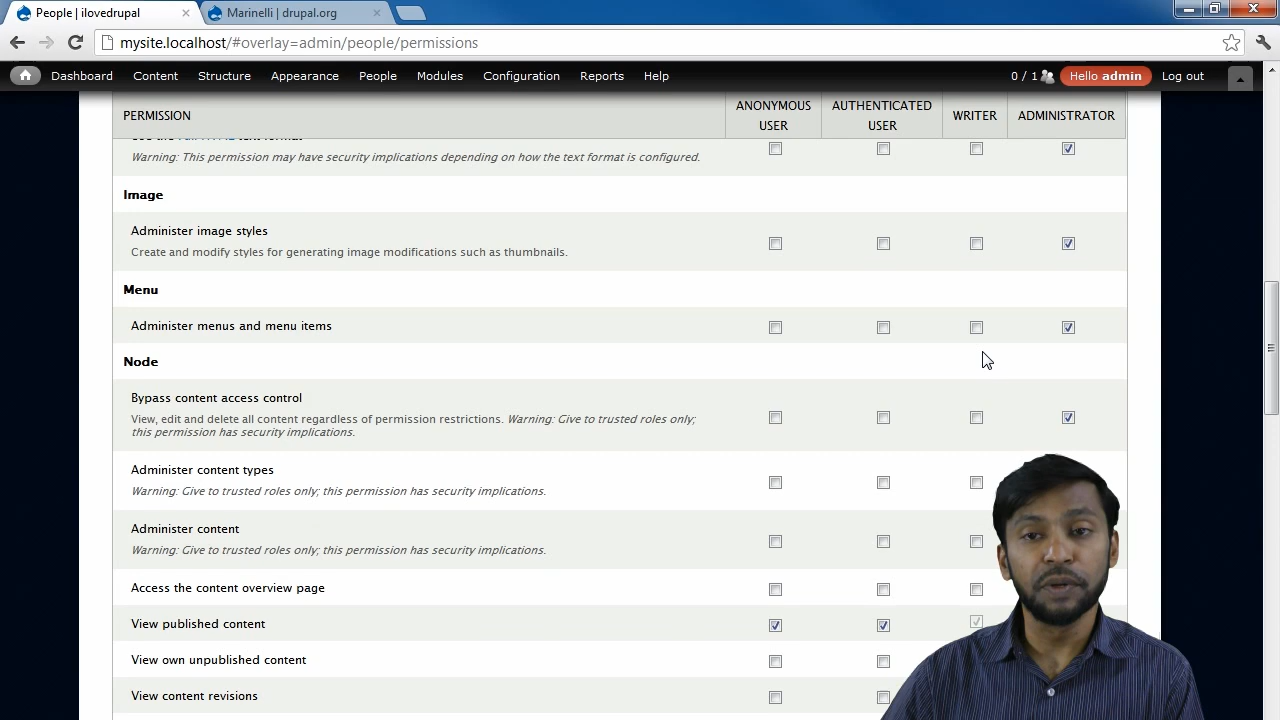 People | ilovedrupal
Marinelli | drupal.org
mysite.localhost/#overlay=admin/people/permissions
Dashboard Content Structure Appearance People Modules Configuration Reports Help 0 / 1 Hello admin Log out
PERMISSION
ANONYMOUS USER
AUTHENTICATED USER
WRITER
ADMINISTRATOR
Warning: This permission may have security implications depending on how the text format is configured.
Image
Administer image styles
Create and modify styles for generating image modifications such as thumbnails.
Menu
Administer menus and menu items
Node
Bypass content access control
View, edit and delete all content regardless of permission restrictions. Warning: Give to trusted roles only;
this permission has security implications.
Administer content types
Warning: Give to trusted roles only; this permission has security implications.
Administer content
Warning: Give to trusted roles only; this permission has security implications.
Access the content overview page
View published content
View own unpublished content
View content revisions